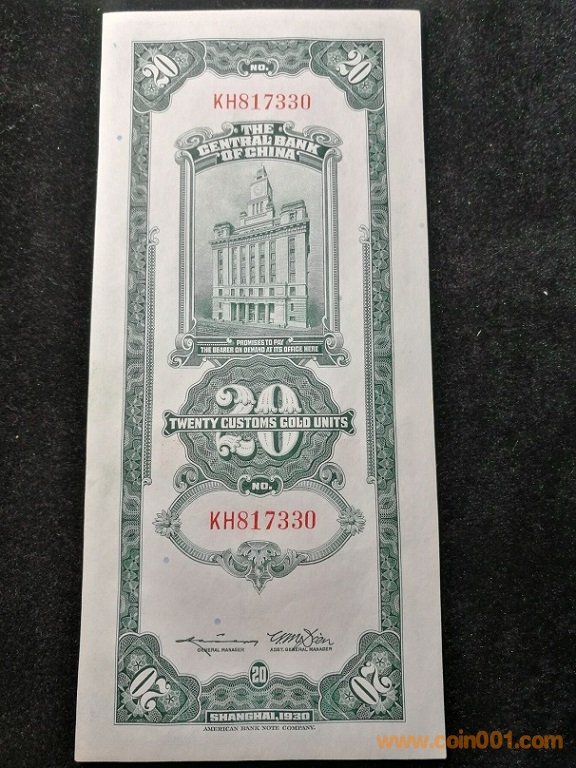 20 20
NO.
KH817330
THE
CENTRAL BANK
OF CHINA
PROMISES TO PAY
THE BEARER ON DEMAND AT ITS OFFICE HERE
20
TWENTY CUSTOMS GOLD UNITS
NO.
KH817330
GENERAL MANAGER ASST. GENERAL MANAGER
20 20 20
SHANGHAI, 1930
AMERICAN BANK NOTE COMPANY.
www.coin001.com